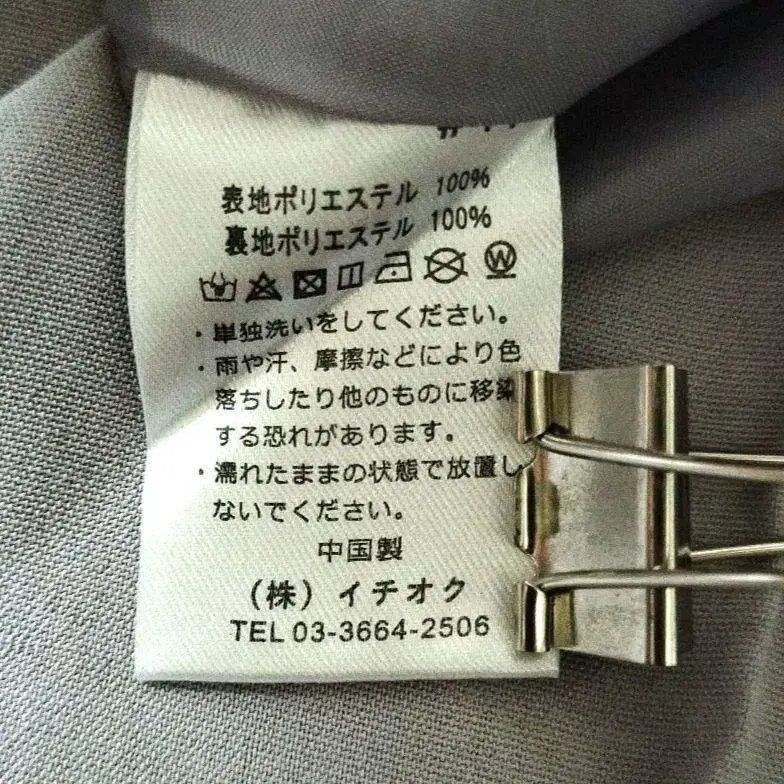 表地ポリエステル 100%
裏地ポリエステル 100%
W
・単独洗いをしてください。
・雨や汗、摩擦などにより色
落ちしたり他のものに移染
する恐れがあります。
・濡れたままの状態で放置し
ないでください。
中国製
(株) イチオク
TEL 03-3664-2506